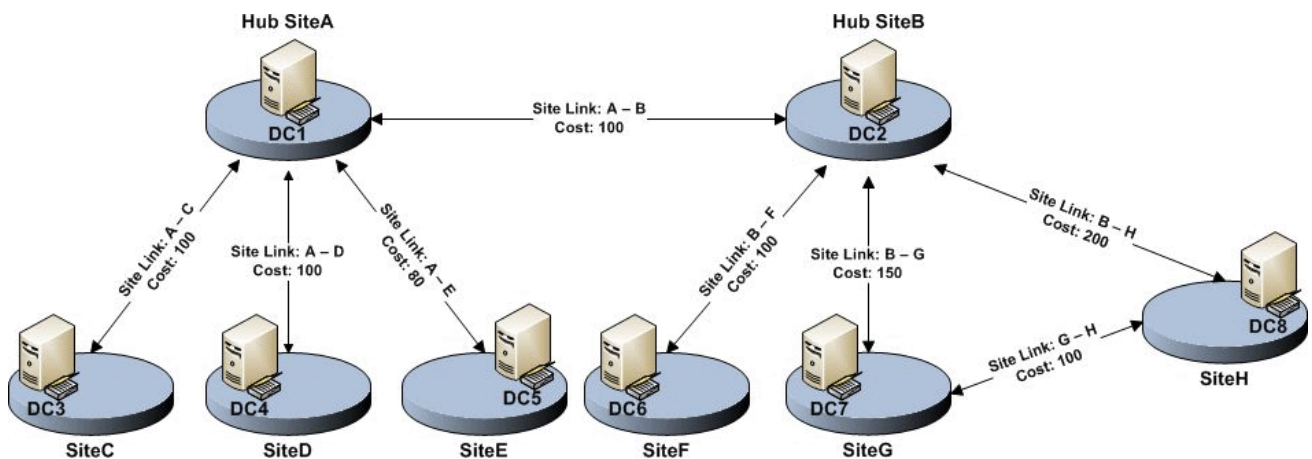 Hub SiteA
Hub SiteB
DC1
Site Link: A – B
Cost: 100
DC2
Site Link: A – C
Cost: 100
Site Link: A – D
Cost: 100
Site Link: A – E
Cost: 80
Site Link: B – F
Cost: 100
Site Link: B – G
Cost: 150
Site Link: B – H
Cost: 200
Site Link: G – H
Cost: 100
DC8
SiteH
DC3
DC4
DC5
DC6
DC7
SiteC
SiteD
SiteE
SiteF
SiteG